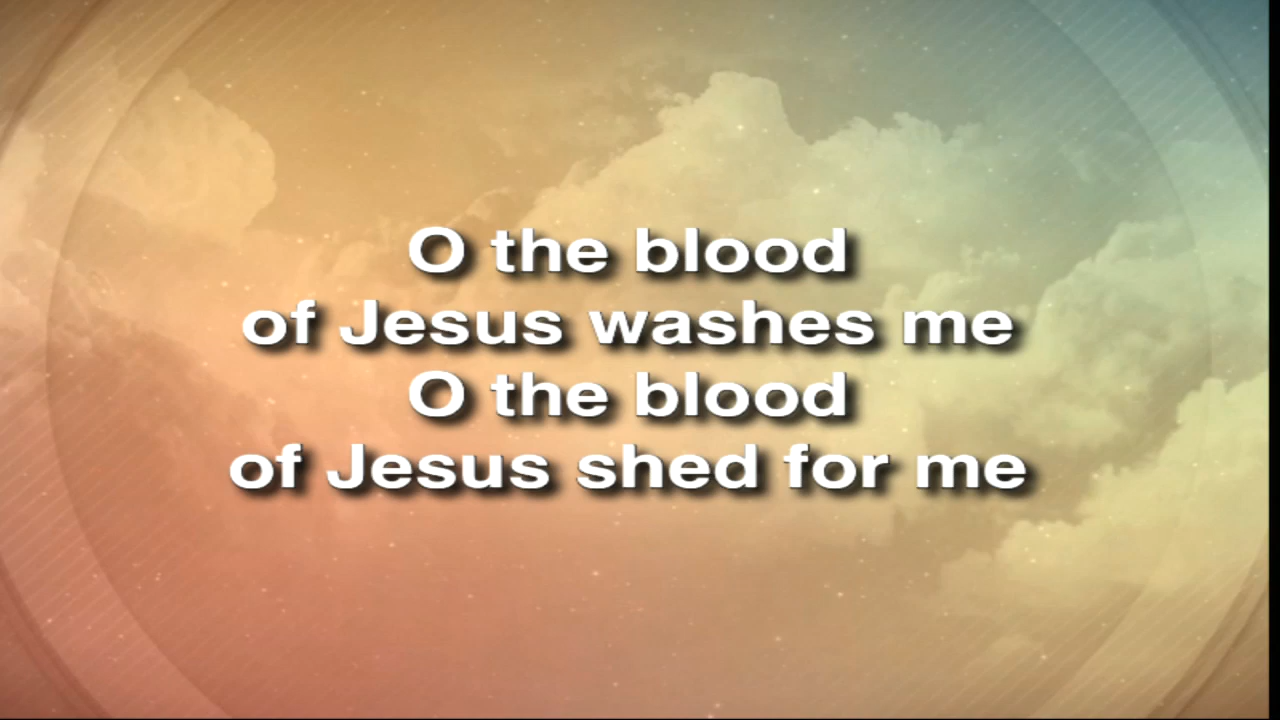 O the blood
of Jesus washes me
O the blood
of Jesus shed for me